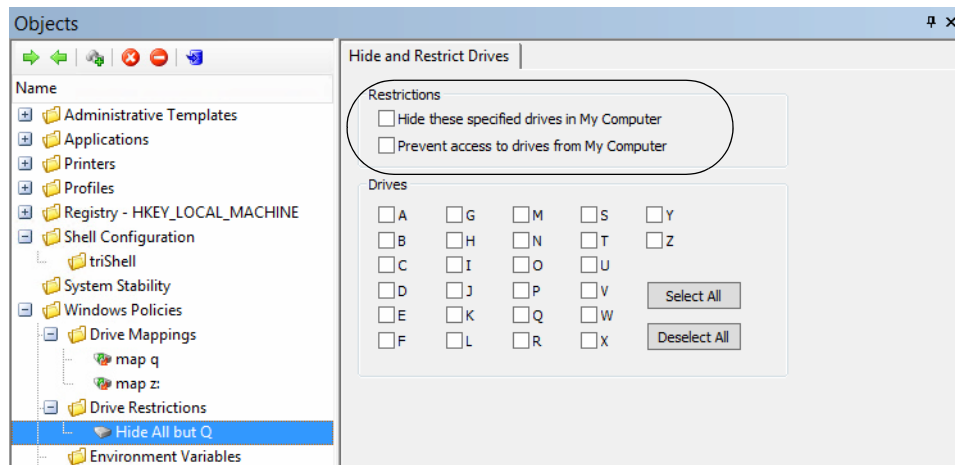 Objects
Name
Administrative Templates
Applications
Printers
Profiles
Registry - HKEY_LOCAL_MACHINE
Shell Configuration
triShell
System Stability
Windows Policies
Drive Mappings
map q
map z:
Drive Restrictions
Hide All but Q
Environment Variables
Hide and Restrict Drives
Restrictions
Hide these specified drives in My Computer
Prevent access to drives from My Computer
Drives
A G M S Y
B H N T Z
C I O U
D J P V
E K Q W
F L R X
Select All
Deselect All